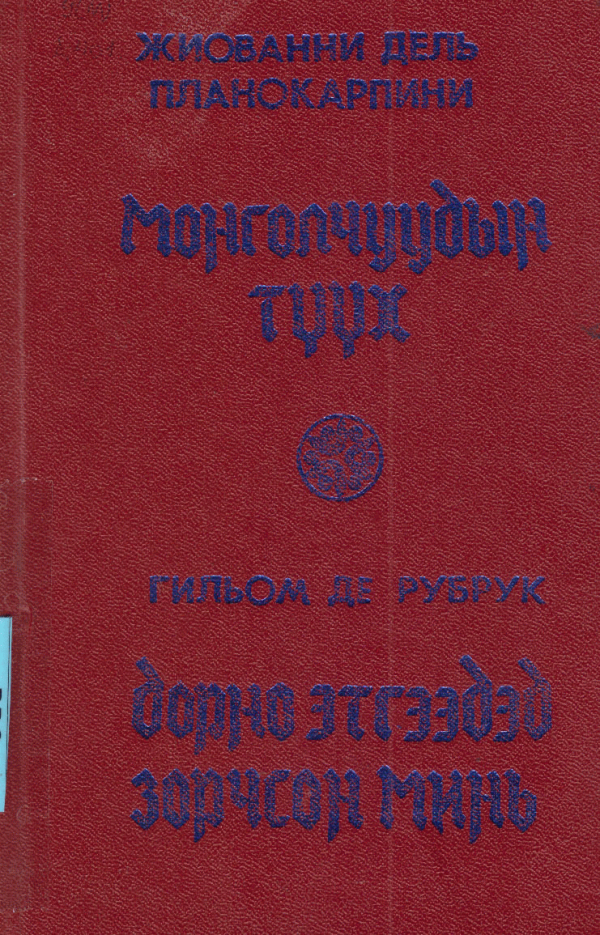 ЖИОВАННИ ДЕЛЬ
ПЛАНОКАРПИНИ
монголчуудын
түүх
ГИЛЬОМ ДЕ РУБРУК
дорно этгээдэд
зорчсон минь